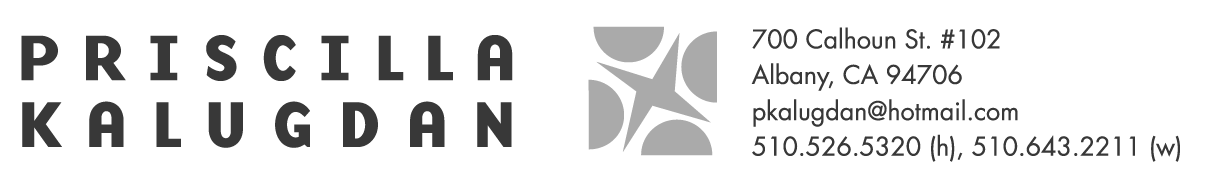 PRISCILLA
KALUGDAN
700 Calhoun St. #102
Albany, CA 94706
pkalugdan@hotmail.com
510.526.5320 (h), 510.643.2211 (w)